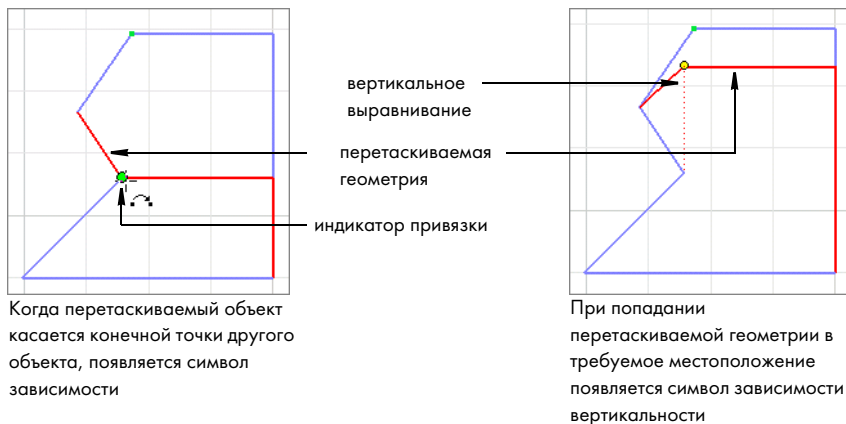 вертикальное
выравнивание
перетаскиваемая
геометрия
индикатор привязки
Когда перетаскиваемый объект
касается конечной точки другого
объекта, появляется символ
зависимости
При попадании
перетаскиваемой геометрии в
требуемое местоположение
появляется символ зависимости
вертикальности